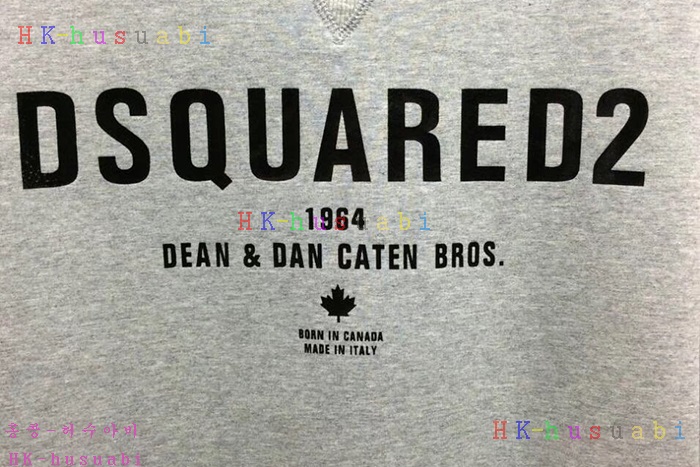 HK-husuabi
DSQUARED2
1964
HK-husuabi
DEAN & DAN CATEN BROS.
BORN IN CANADA
MADE IN ITALY
홍콩-허수아비
HK-husuabi
HK-husuabi